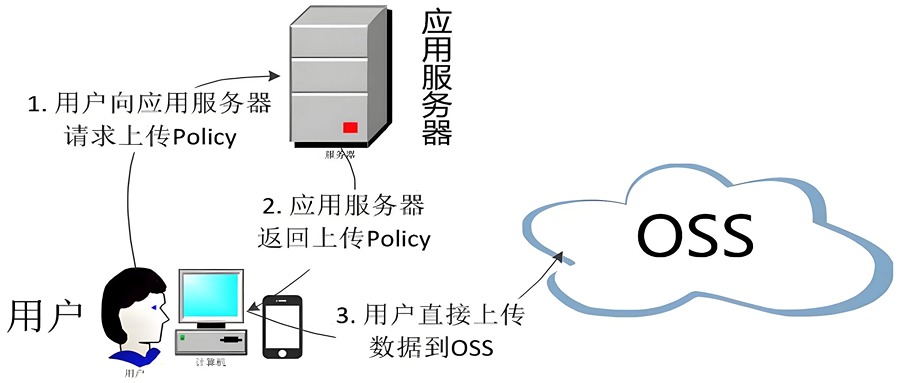 应用服务器
1. 用户向应用服务器
请求上传Policy
服务器
2. 应用服务器
返回上传Policy
OSS
用户
3. 用户直接上传
数据到OSS
计算机
用户